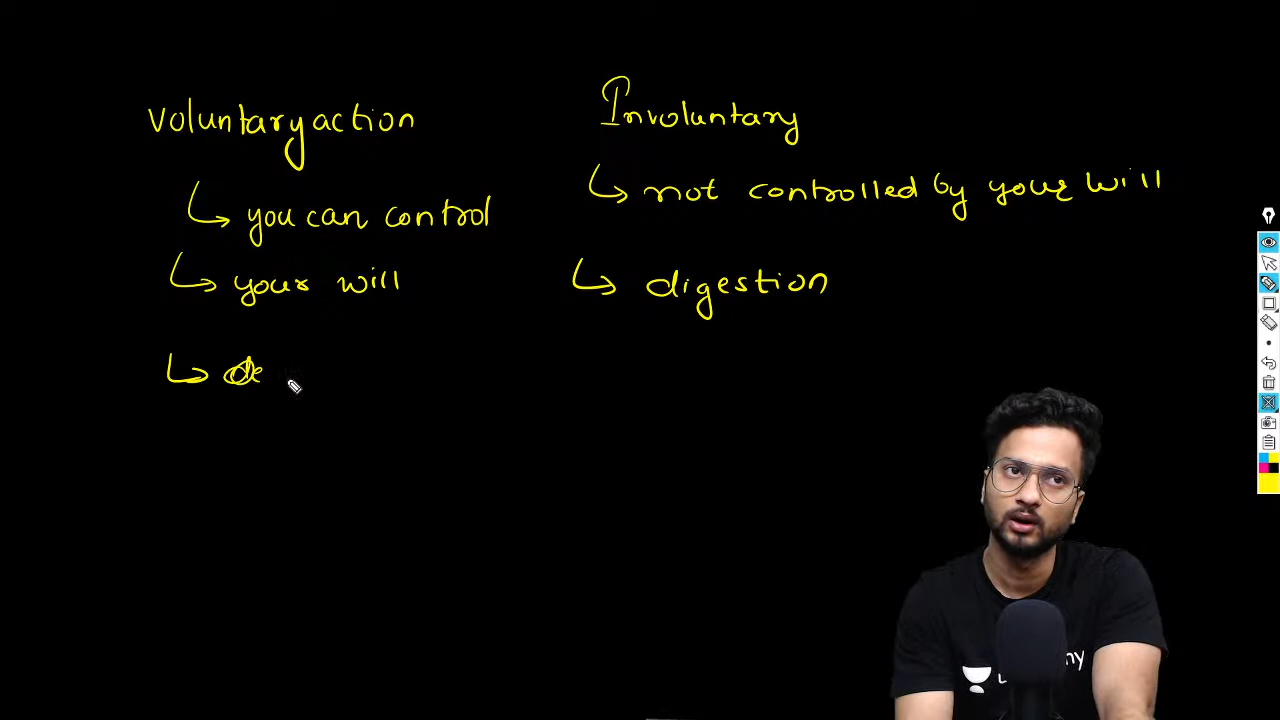 Voluntary action
you can control
your will
Involuntary
not controlled by your will
digestion